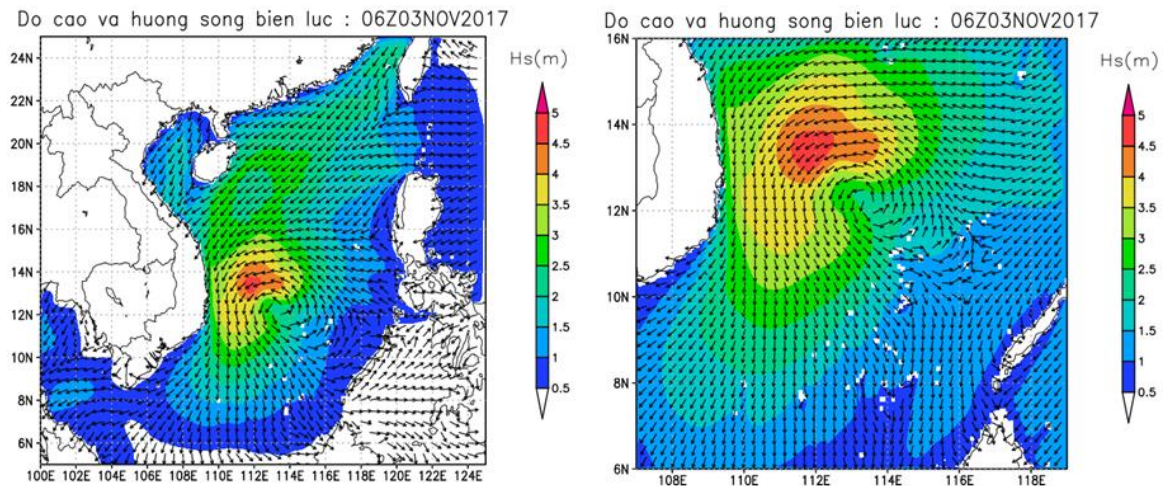 Do cao va huong song bien luc : 06Z03NOV2017
Hs(m)
24N
22N
20N
18N
16N
14N
12N
10N
8N
6N
100E 102E 104E 106E 108E 110E 112E 114E 116E 118E 120E 122E 124E
5
4.5
4
3.5
3
2.5
2
1.5
1
0.5
Do cao va huong song bien luc : 06Z03NOV2017
Hs(m)
16N
14N
12N
10N
8N
6N
108E 110E 112E 114E 116E 118E
5
4.5
4
3.5
3
2.5
2
1.5
1
0.5